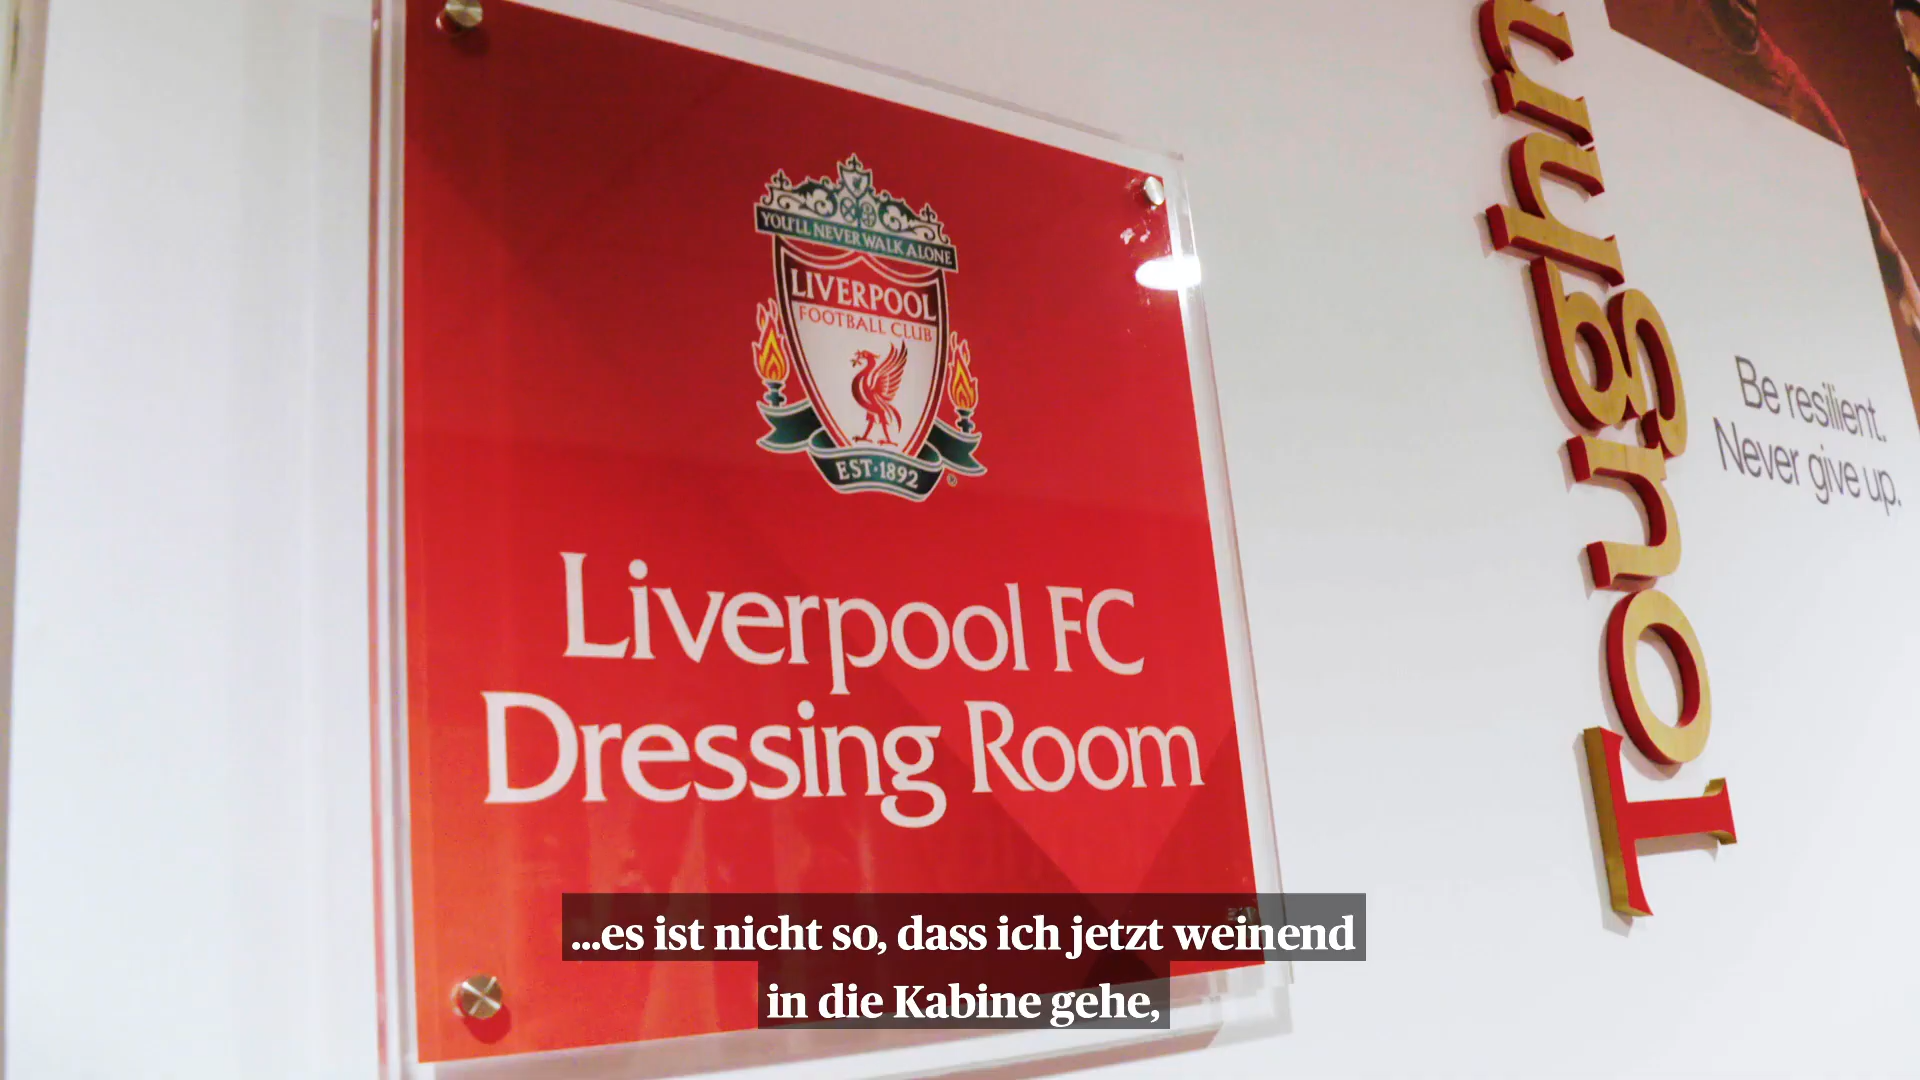 YOU'LL NEVER WALK ALONE
LIVERPOOL
FOOTBALL CLUB
EST·1892
®
Liverpool FC
Dressing Room
Tough
Be resilient.
Never give up.
...es ist nicht so, dass ich jetzt weinend
in die Kabine gehe,